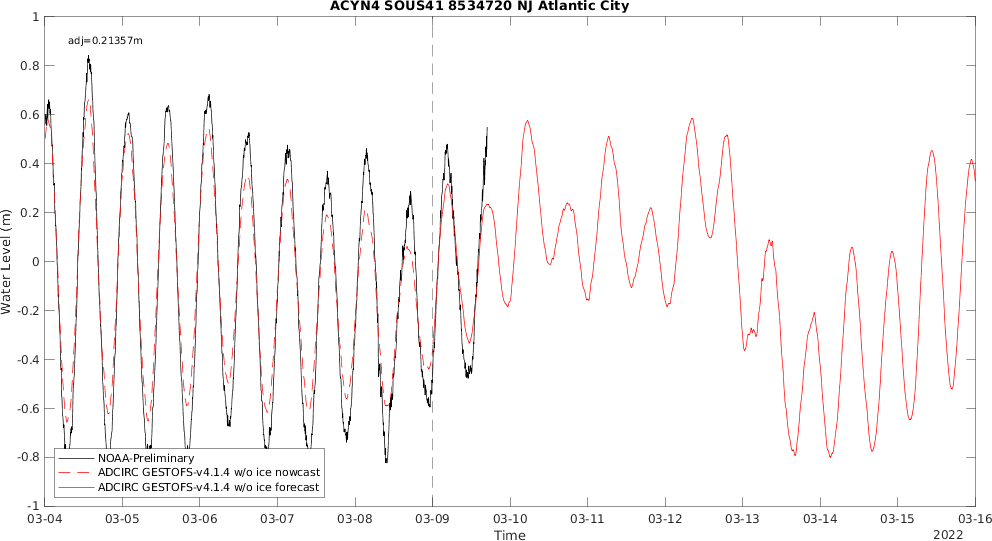 ACYN4 SOUS41 8534720 NJ Atlantic City
adj=0.21357m
Water Level (m)
1
0.8
0.6
0.4
0.2
0
-0.2
-0.4
-0.6
-0.8
-1
NOAA-Preliminary
ADCIRC GESTOFS-v4.1.4 w/o ice nowcast
ADCIRC GESTOFS-v4.1.4 w/o ice forecast
03-04 03-05 03-06 03-07 03-08 03-09 03-10 03-11 03-12 03-13 03-14 03-15 03-16
Time
2022